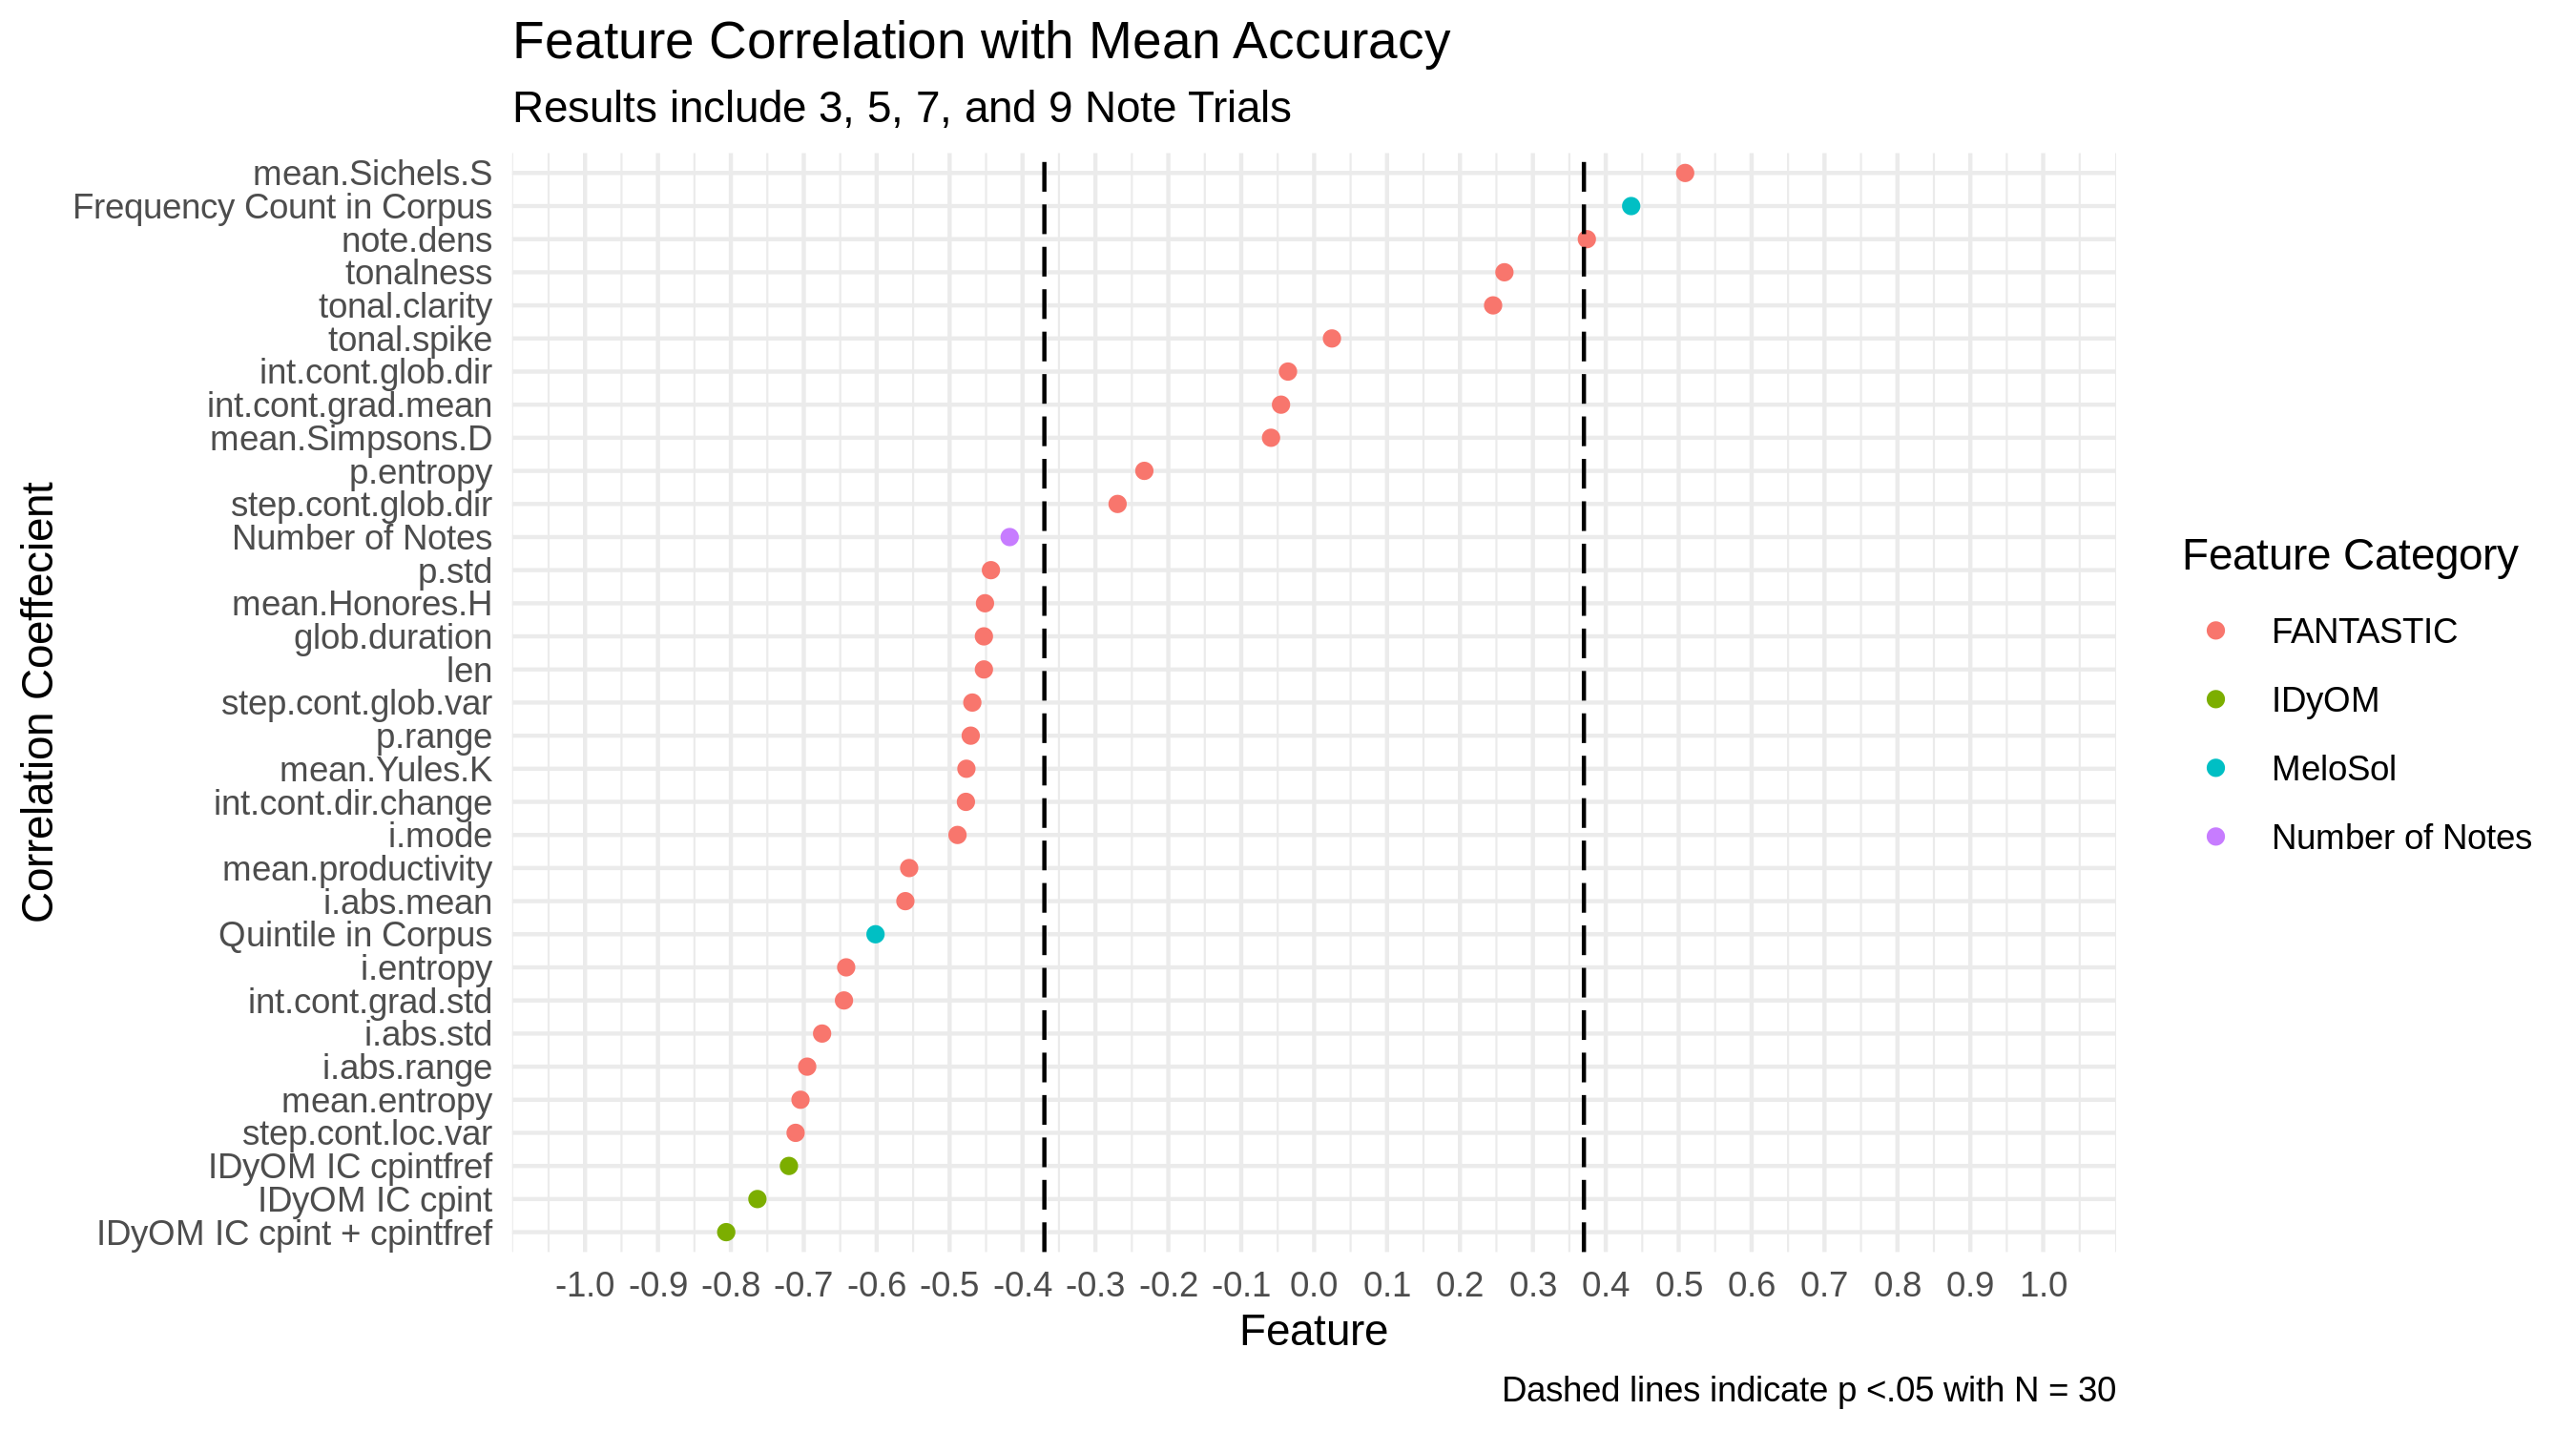 Feature Correlation with Mean Accuracy
Results include 3, 5, 7, and 9 Note Trials
Correlation Coeffecient
mean.Sichels.S
Frequency Count in Corpus
note.dens
tonalness
tonal.clarity
tonal.spike
int.cont.glob.dir
int.cont.grad.mean
mean.Simpsons.D
p.entropy
step.cont.glob.dir
Number of Notes
p.std
mean.Honores.H
glob.duration
len
step.cont.glob.var
p.range
mean.Yules.K
int.cont.dir.change
i.mode
mean.productivity
i.abs.mean
Quintile in Corpus
i.entropy
int.cont.grad.std
i.abs.std
i.abs.range
mean.entropy
step.cont.loc.var
IDyOM IC cpintfref
IDyOM IC cpint
IDyOM IC cpint + cpintfref
-1.0 -0.9 -0.8 -0.7 -0.6 -0.5 -0.4 -0.3 -0.2 -0.1 0.0 0.1 0.2 0.3 0.4 0.5 0.6 0.7 0.8 0.9 1.0
Feature
Dashed lines indicate p <.05 with N = 30
Feature Category
FANTASTIC
IDyOM
MeloSol
Number of Notes